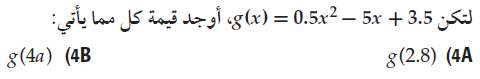 لتكن g(x) = 0.5x² − 5x + 3.5، أوجد قيمة كل مما يأتي:
g(2.8) (4A g(4a) (4B